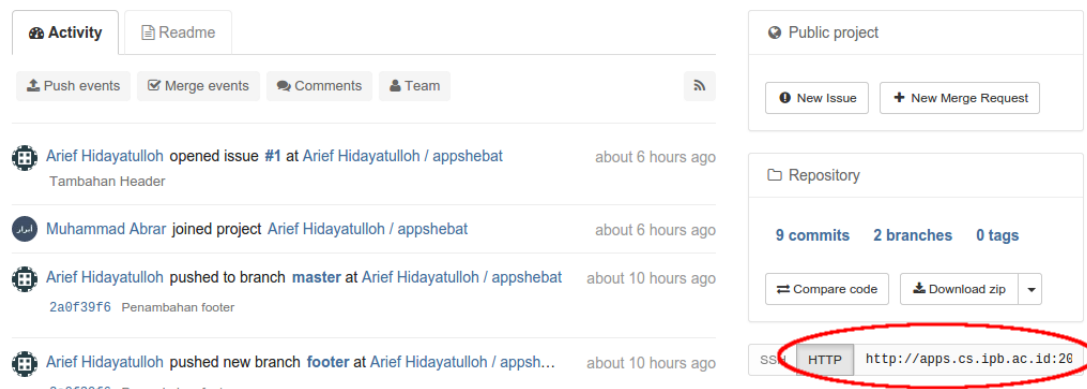 Activity
Readme
Push events
Merge events
Comments
Team
Arief Hidayatulloh opened issue #1 at Arief Hidayatulloh / appshebat
about 6 hours ago
Tambahan Header
Muhammad Abrar joined project Arief Hidayatulloh / appshebat
about 6 hours ago
Arief Hidayatulloh pushed to branch master at Arief Hidayatulloh / appshebat
about 10 hours ago
2a0f39f6 Penambahan footer
Arief Hidayatulloh pushed new branch footer at Arief Hidayatulloh / appsh...
about 10 hours ago
Public project
New Issue
New Merge Request
Repository
9 commits 2 branches 0 tags
Compare code
Download zip
HTTP http://apps.cs.ipb.ac.id:20